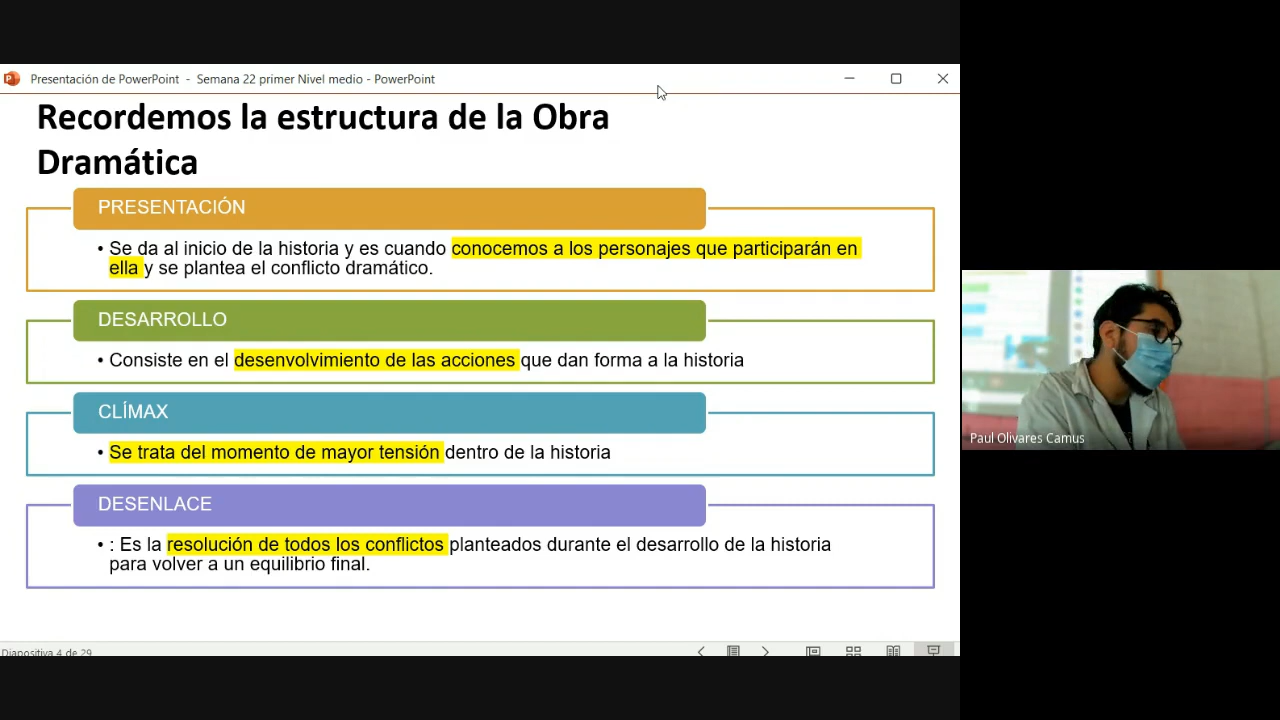 Presentación de PowerPoint - Semana 22 primer Nivel medio - PowerPoint
Recordemos la estructura de la Obra
Dramática
PRESENTACIÓN
• Se da al inicio de la historia y es cuando conocemos a los personajes que participarán en
ella y se plantea el conflicto dramático.
DESARROLLO
• Consiste en el desenvolvimiento de las acciones que dan forma a la historia
CLÍMAX
• Se trata del momento de mayor tensión dentro de la historia
DESENLACE
• : Es la resolución de todos los conflictos planteados durante el desarrollo de la historia
para volver a un equilibrio final.
Diapositiva 4 de 29
Paul Olivares Camus